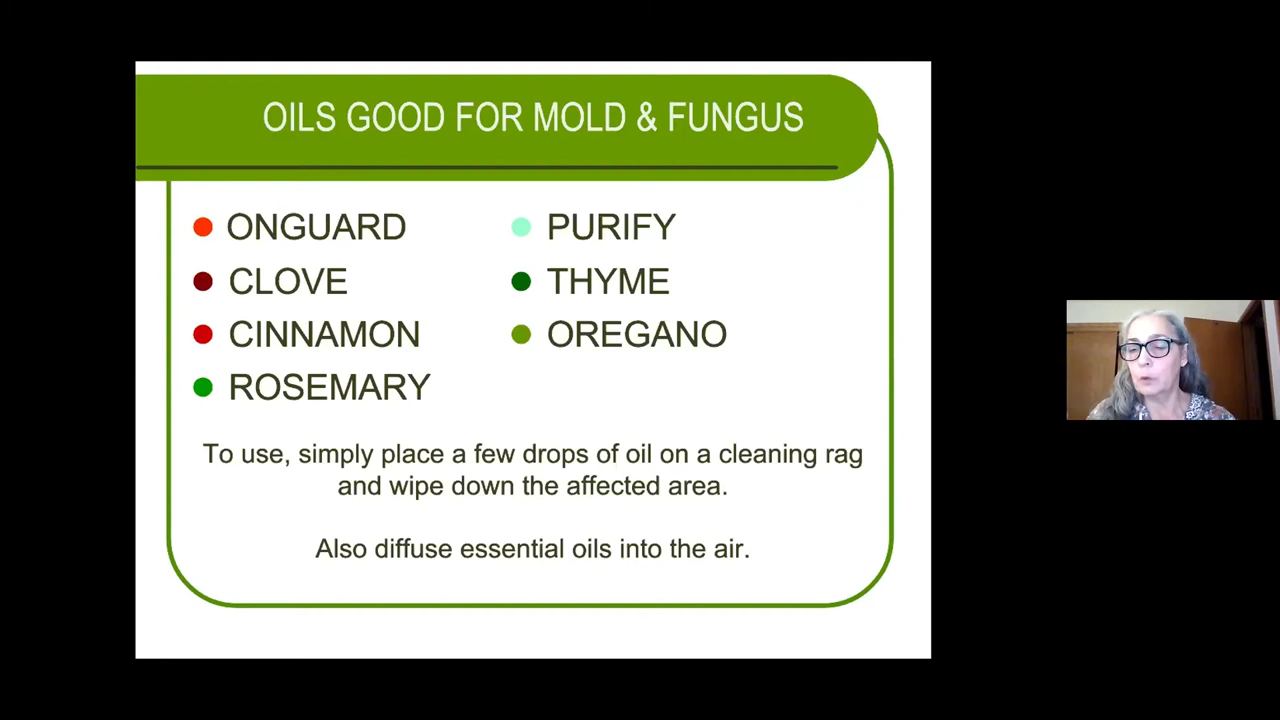 OILS GOOD FOR MOLD & FUNGUS
ONGUARD
CLOVE
CINNAMON
ROSEMARY
PURIFY
THYME
OREGANO
To use, simply place a few drops of oil on a cleaning rag
and wipe down the affected area.
Also diffuse essential oils into the air.